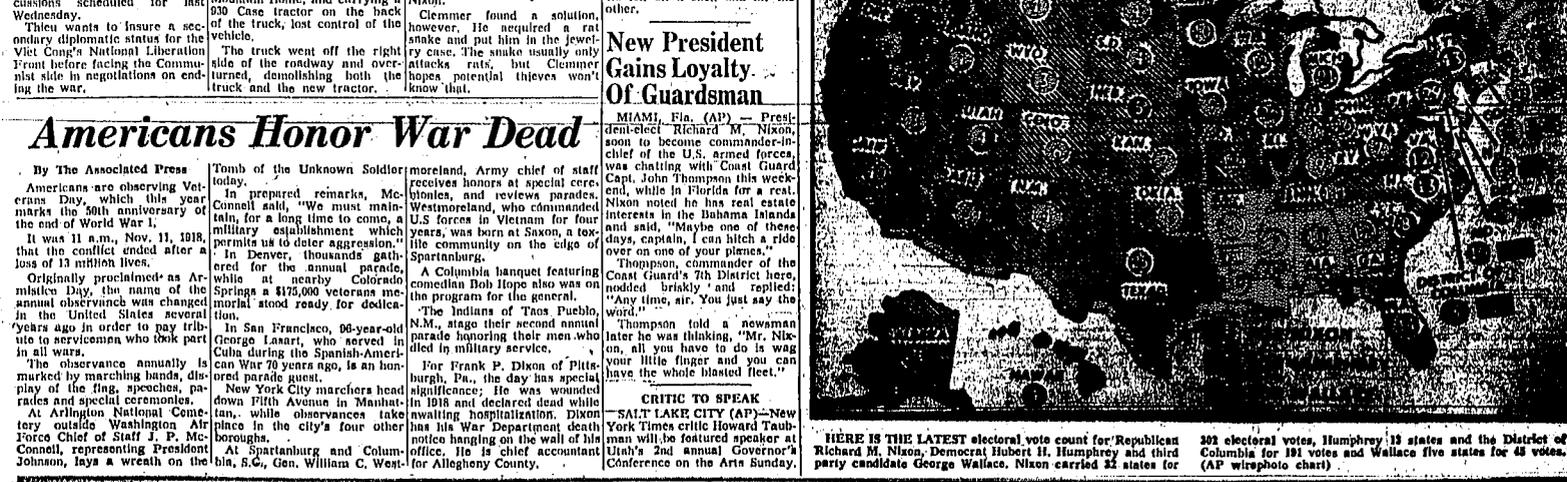 cussions scheduled for last
Wednesday.
Thieu wants to insure a sec-
ondary diplomatic status for the
Viet Cong's National Liberation
Front before facing the Commu-
nist side in negotiations on end-
ing the war.
930 Case tractor on the back
of the truck, lost control of the
vehicle.
The truck went off the right
side of the roadway and over-
turned, demolishing both the
truck and the new tractor.
Nixon.
Clemmer found a solution,
however. He acquired a rat
snake and put him in the jewel-
ry case. The snake usually only
attacks rats, but Clemmer
hopes potential thieves won't
know that.
other.
Americans Honor War Dead
By The Associated Press
Americans are observing Vet-
erans Day, which this year
marks the 50th anniversary of
the end of World War I.
It was 11 a.m., Nov. 11, 1918,
that the conflict ended after a
loss of 13 million lives.
Originally proclaimed as Ar-
mistice Day, the name of the
annual observance was changed
in the United States several
years ago in order to pay trib-
ute to servicemen who took part
in all wars.
The observance annually is
marked by marching bands, dis-
play of the flag, speeches, pa-
rades and special ceremonies.
At Arlington National Ceme-
tery outside Washington Air
Force Chief of Staff J. P. Mc-
Connell, representing President
Johnson, lays a wreath on the
Tomb of the Unknown Soldier
today.
In prepared remarks, Mc-
Connell said, "We must main-
tain, for a long time to come, a
military establishment which
permits us to deter aggression."
In Denver, thousands gath-
ered for the annual parade,
while at nearby Colorado
Springs a $175,000 veterans me-
morial stood ready for dedica-
tion.
In San Francisco, 96-year-old
George Lasart, who served in
Cuba during the Spanish-Ameri-
can War 70 years ago, is an hon-
ored parade guest.
New York City marchers head
down Fifth Avenue in Manhat-
tan, while observances take
place in the city's four other
boroughs.
At Spartanburg and Colum-
bia, S.C., Gen. William C. West-
moreland, Army chief of staff
receives honors at special cere-
monies, and reviews parades.
Westmoreland, who commanded
U.S forces in Vietnam for four
years, was born at Saxon, a tex-
tile community on the edge of
Spartanburg.
A Columbia banquet featuring
comedian Bob Hope also was on
the program for the general.
The Indians of Taos Pueblo,
N.M., stage their second annual
parade honoring their men who
died in military service.
For Frank P. Dixon of Pitts-
burgh, Pa., the day has special
significance; He was wounded
in 1918 and declared dead while
awaiting hospitalization. Dixon
has his War Department death
notice hanging on the wall of his
office. He is chief accountant
for Allegheny County.
New President
Gains Loyalty
Of Guardsman
MIAMI, Fla. (AP) — Presi-
dent-elect Richard M. Nixon,
soon to become commander-in-
chief of the U.S. armed forces,
was chatting with Coast Guard
Capt. John Thompson this week-
end, while in Florida for a rest.
Nixon noted he has real estate
interests in the Bahama Islands
and said, "Maybe one of these
days, captain, I can hitch a ride
over on one of your planes."
Thompson, commander of the
Coast Guard's 7th District here,
nodded briskly and replied:
"Any time, sir. You just say the
word."
Thompson told a newsman
later he was thinking, "Mr. Nix-
on, all you have to do is wag
your little finger and you can
have the whole blasted fleet."
CRITIC TO SPEAK
SALT LAKE CITY (AP)—New
York Times critic Howard Taub-
man will be featured speaker at
Utah's 2nd annual Governor's
Conference on the Arts Sunday.
WYO.
IOWA
MICH
UTAH
COLO.
KAN.
KY.
VA
N.M.
OKLA.
TEXAS
HAWAII
HERE IS THE LATEST electoral vote count for Republican
Richard M. Nixon, Democrat Hubert H. Humphrey and third
party candidate George Wallace. Nixon carried 32 states for
302 electoral votes, Humphrey 13 states and the District of
Columbia for 191 votes and Wallace five states for 45 votes.
(AP wirephoto chart)